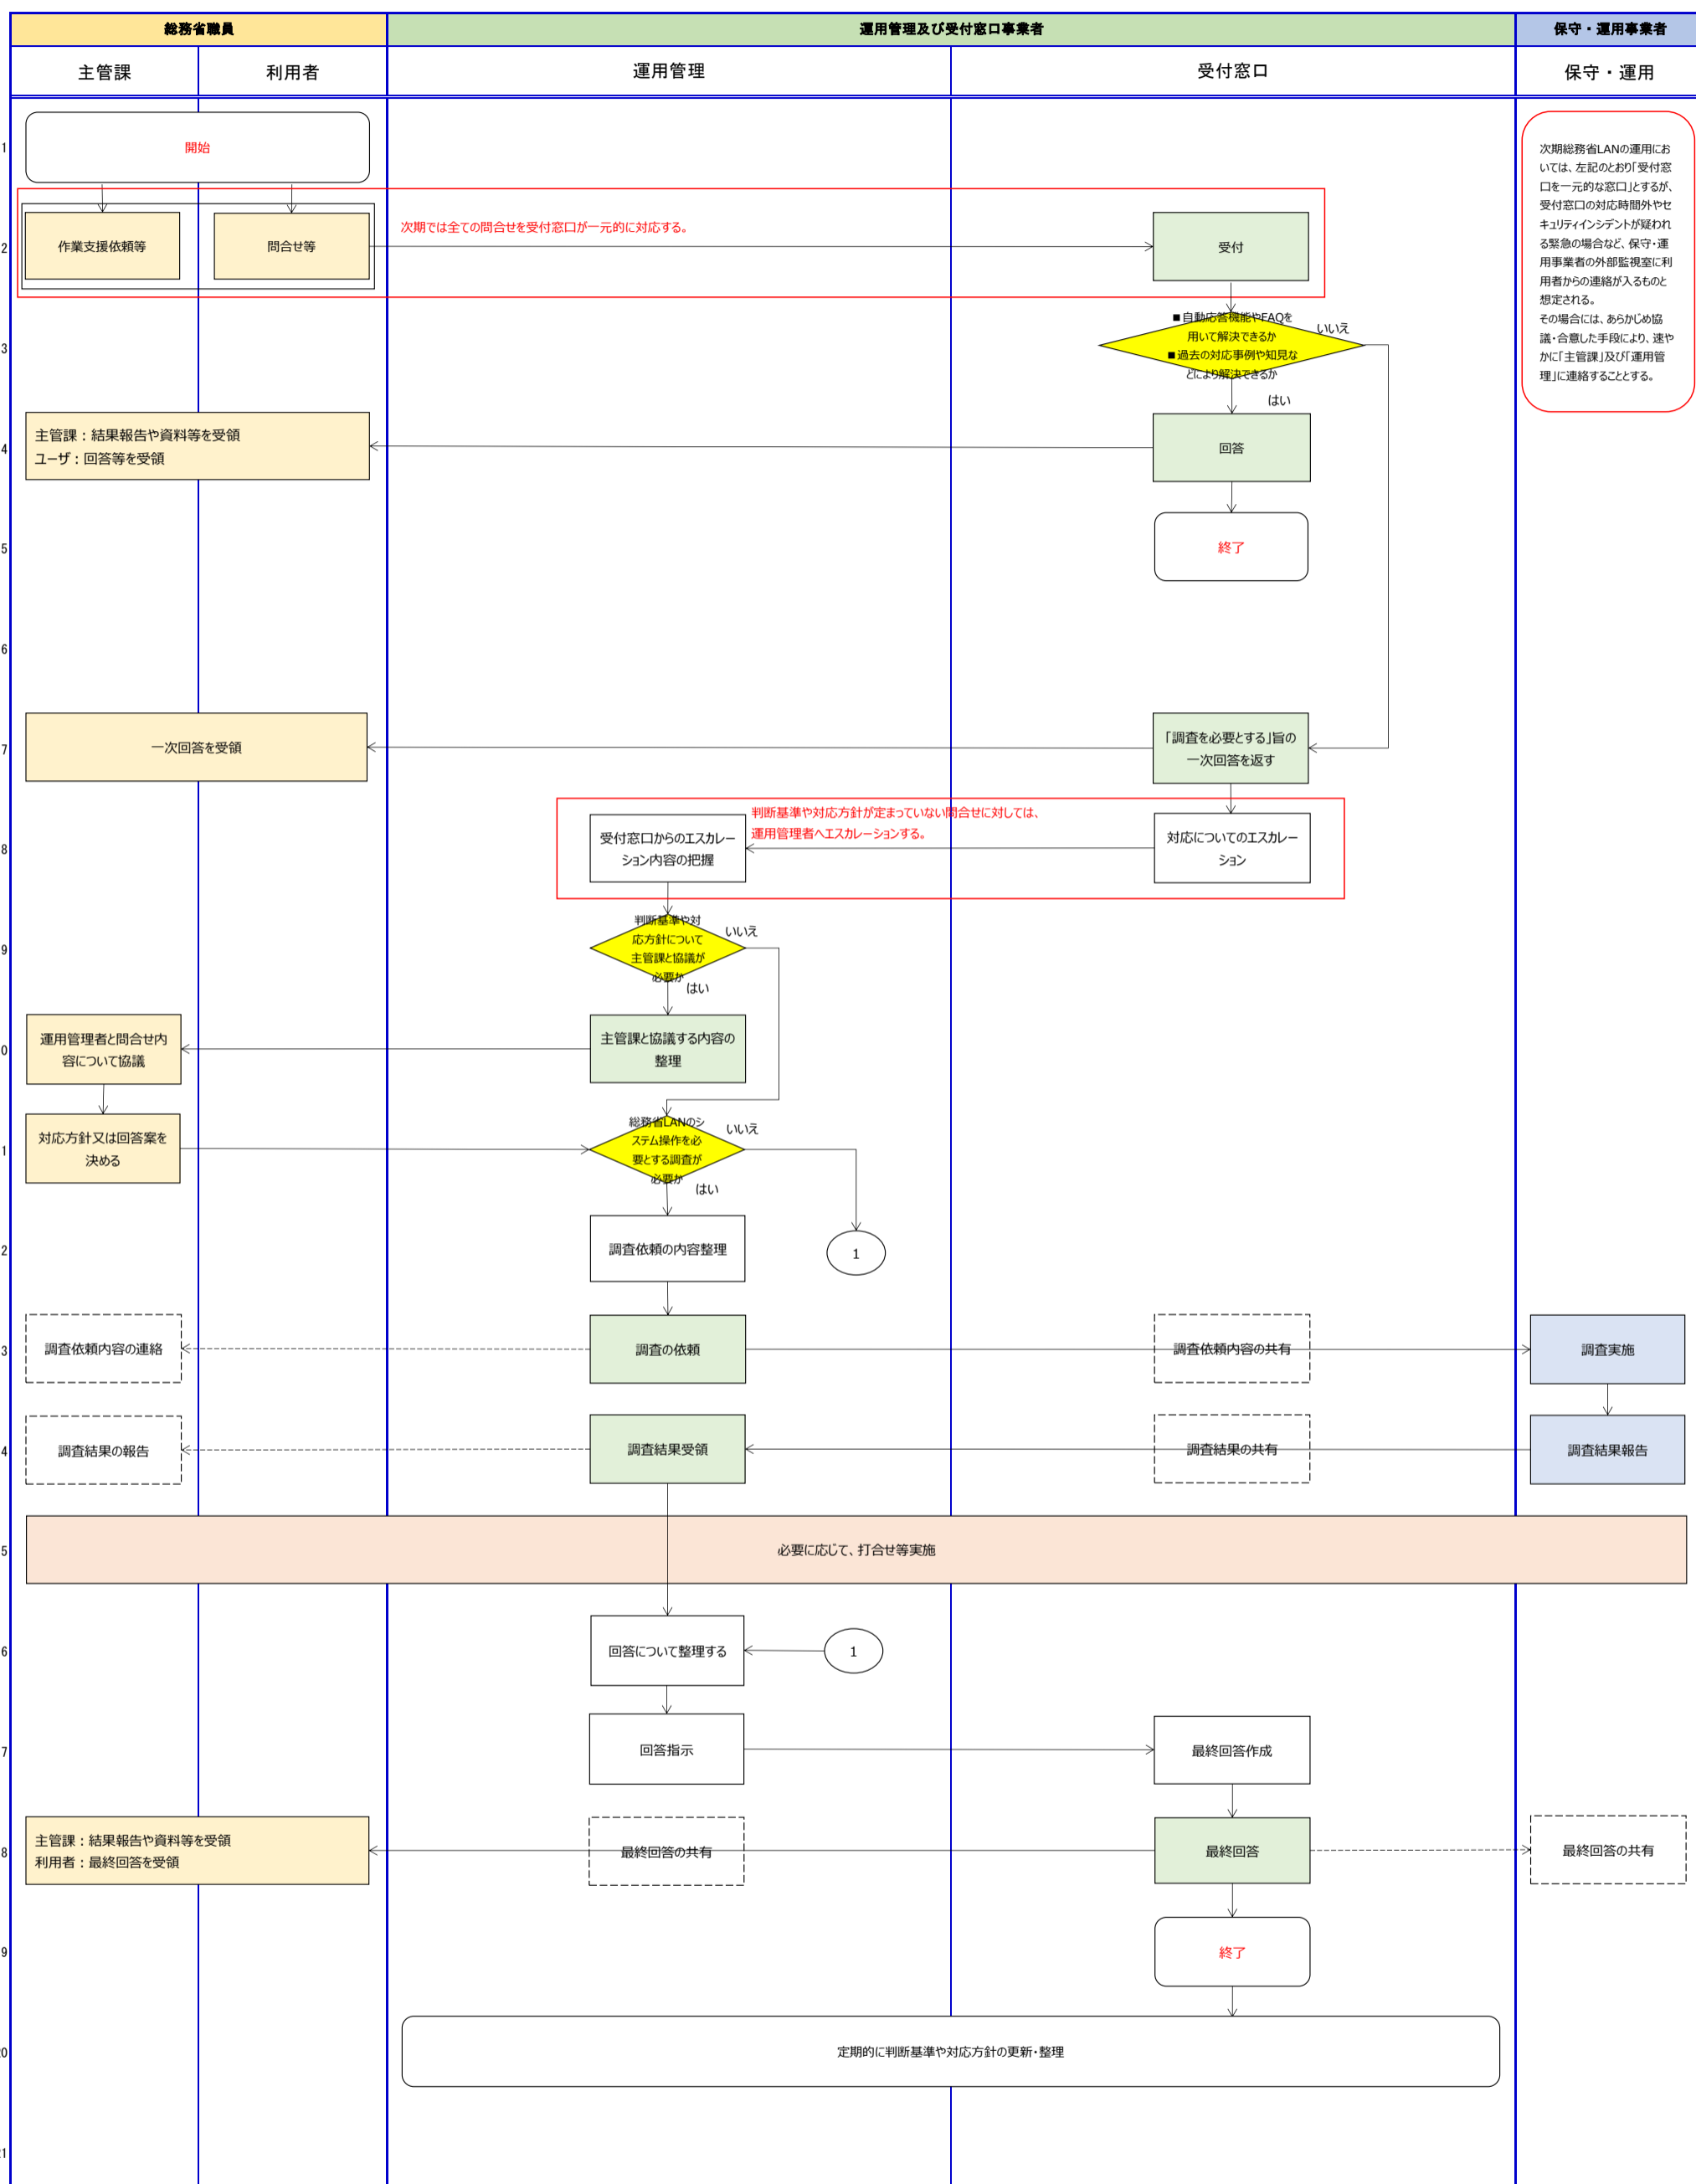 総務省職員
運用管理及び受付窓口事業者
保守・運用事業者
主管課
利用者
運用管理
受付窓口
保守・運用
1
開始
次期総務省LANの運用にお
いては、左記のとおり「受付窓
口を一元的な窓口」とするが、
受付窓口の対応時間外やセ
キュリティインシデントが疑われ
る緊急の場合など、保守・運
用事業者の外部監視室に利
用者からの連絡が入るものと
想定される。
その場合には、あらかじめ協
議・合意した手段により、速や
かに「主管課」及び「運用管
理」に連絡することとする。
2
作業支援依頼等
問合せ等
次期では全ての問合せを受付窓口が一元的に対応する。
受付
3
■自動応答機能やFAQを
用いて解決できるか
■過去の対応事例や知見な
どにより解決できるか
いいえ
はい
4
主管課：結果報告や資料等を受領
ユーザ：回答等を受領
回答
5
終了
6
7
一次回答を受領
「調査を必要とする」旨の
一次回答を返す
8
受付窓口からのエスカレー
ション内容の把握
判断基準や対応方針が定まっていない問合せに対しては、
運用管理者へエスカレーションする。
対応についてのエスカレー
ション
9
判断基準や対
応方針について
主管課と協議が
必要か
いいえ
はい
0
運用管理者と問合せ内
容について協議
主管課と協議する内容の
整理
1
対応方針又は回答案を
決める
総務省LANのシ
ステム操作を必
要とする調査が
必要か
いいえ
はい
2
調査依頼の内容整理
1
3
調査依頼内容の連絡
調査の依頼
調査依頼内容の共有
調査実施
4
調査結果の報告
調査結果受領
調査結果の共有
調査結果報告
5
必要に応じて、打合せ等実施
6
回答について整理する
1
7
回答指示
最終回答作成
8
主管課：結果報告や資料等を受領
利用者：最終回答を受領
最終回答の共有
最終回答
最終回答の共有
9
終了
0
定期的に判断基準や対応方針の更新・整理
1